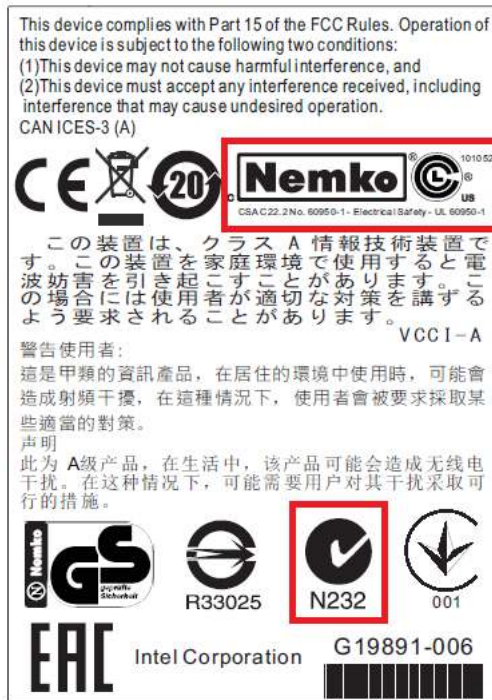 This device complies with Part 15 of the FCC Rules. Operation of
this device is subject to the following two conditions:
(1)This device may not cause harmful interference, and
(2)This device must accept any interference received, including
interference that may cause undesired operation.
CAN ICES-3 (A)
CE 20 C Nemko ® CL ® 101052
US
CSA C22.2 No. 60950-1 - Electrical Safety - UL 60950-1
この装置は、クラス A 情報技術装置で
す。この装置を家庭環境で使用すると電
波妨害を引き起こすことがあります。こ
の場合には使用者が適切な対策を講ずる
よう要求されることがあります。
VCCI-A
警告使用者:
這是甲類的資訊產品，在居住的環境中使用時，可能會
造成射頻干擾，在這種情況下，使用者會被要求採取某
些適當的對策。
声明
此为 A级产品，在生活中，该产品可能会造成无线电
干扰。在这种情况下，可能需要用户对其干扰采取可
行的措施。
N Nemko GS geprüfte Sicherheit
R33025 N232 001
EAC Intel Corporation G19891-006